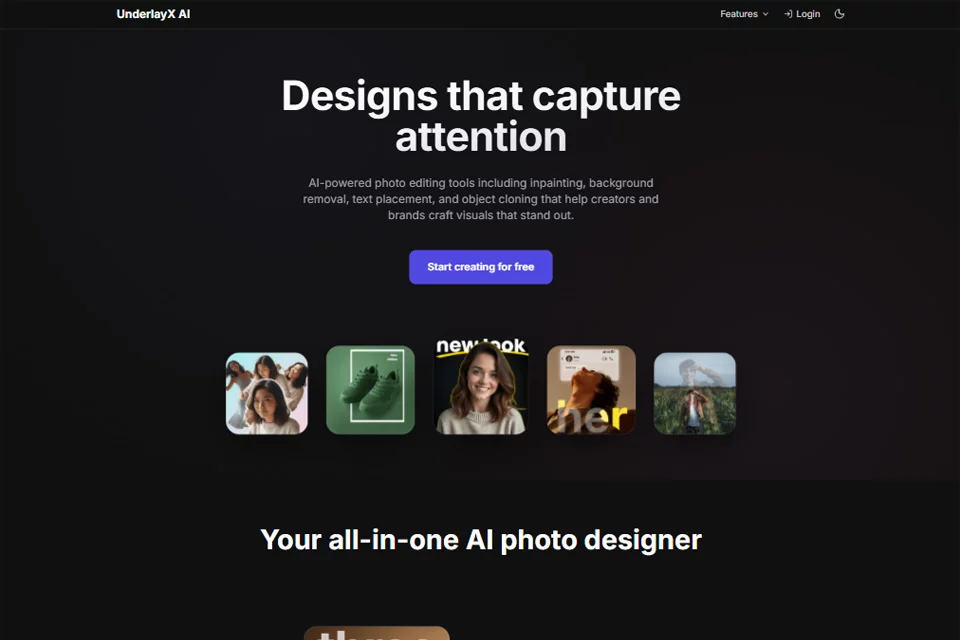 UnderlayX AI
Features
Login
Designs that capture
attention
AI-powered photo editing tools including inpainting, background
removal, text placement, and object cloning that help creators and
brands craft visuals that stand out.
Start creating for free
new look
her
Your all-in-one AI photo designer